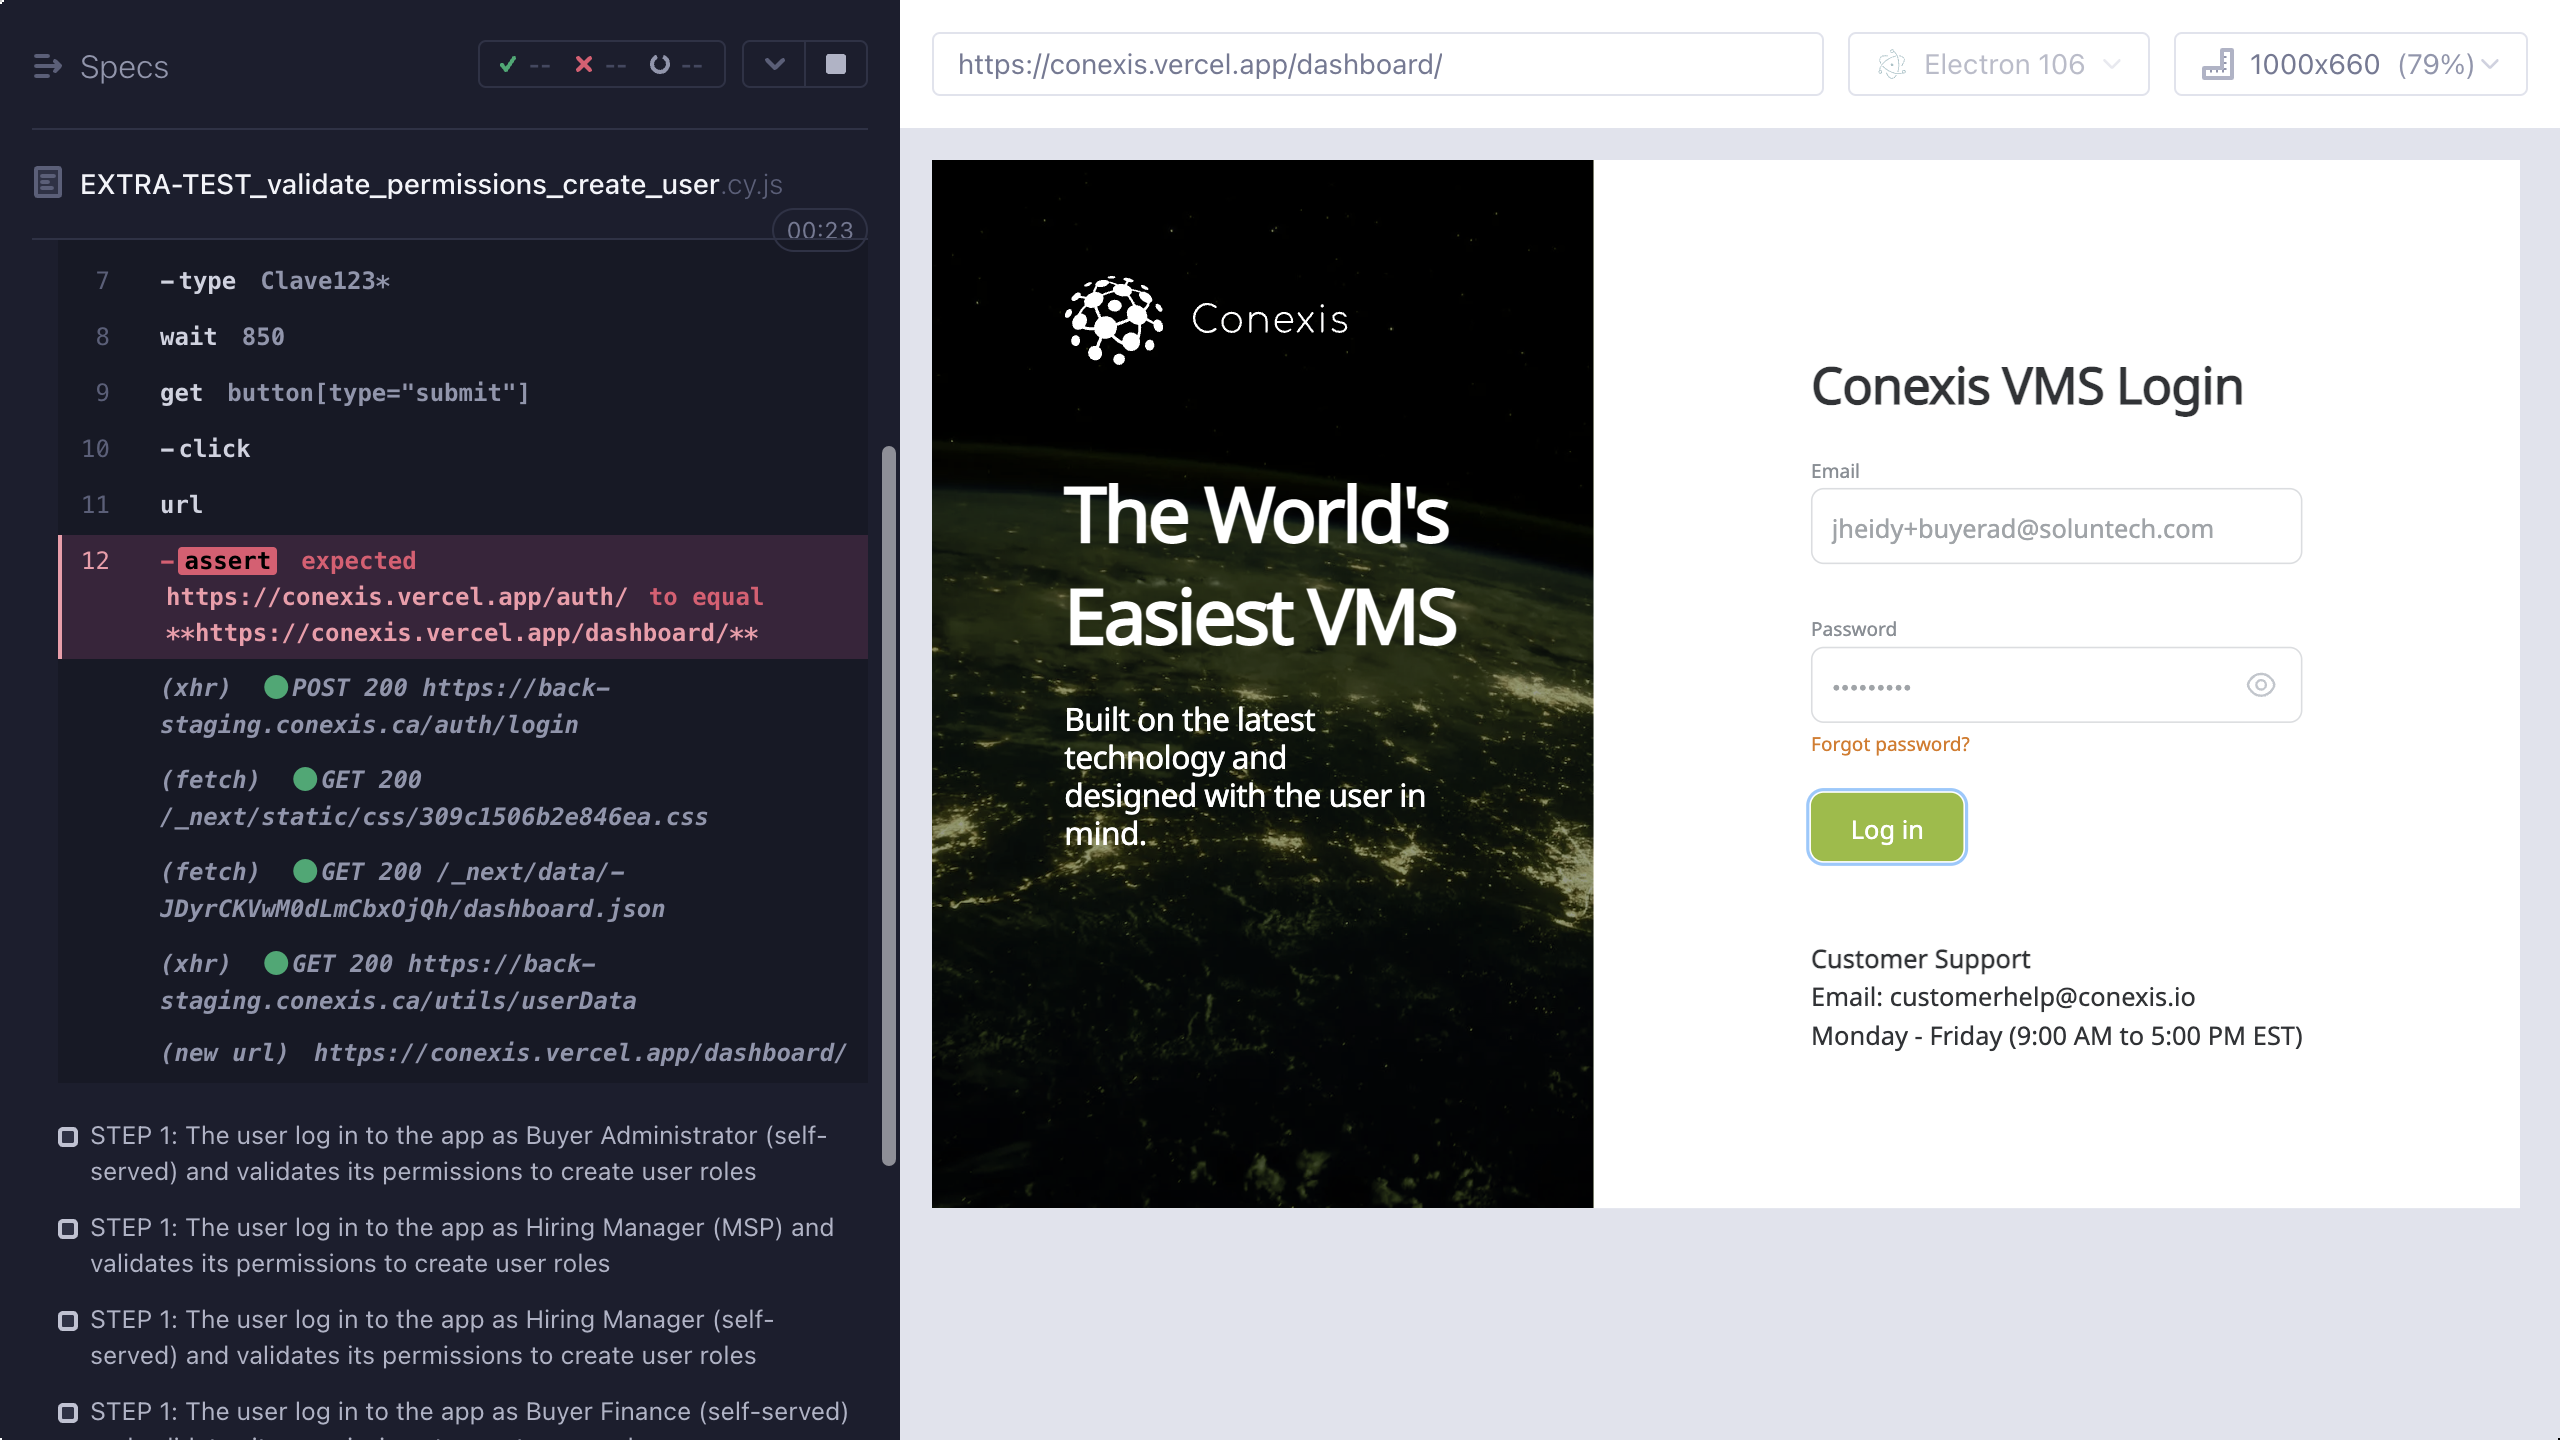 Specs
-- -- --
EXTRA-TEST_validate_permissions_create_user.cy.js
00:23
7 -type Clave123*
8 wait 850
9 get button[type="submit"]
10 -click
11 url
12 -assert expected
https://conexis.vercel.app/auth/ to equal
**https://conexis.vercel.app/dashboard/**
(xhr) POST 200 https://back-
staging.conexis.ca/auth/login
(fetch) GET 200
/_next/static/css/309c1506b2e846ea.css
(fetch) GET 200 /_next/data/-
JDyrCKVwM0dLmCbxOjQh/dashboard.json
(xhr) GET 200 https://back-
staging.conexis.ca/utils/userData
(new url) https://conexis.vercel.app/dashboard/
STEP 1: The user log in to the app as Buyer Administrator (self-
served) and validates its permissions to create user roles
STEP 1: The user log in to the app as Hiring Manager (MSP) and
validates its permissions to create user roles
STEP 1: The user log in to the app as Hiring Manager (self-
served) and validates its permissions to create user roles
STEP 1: The user log in to the app as Buyer Finance (self-served)
https://conexis.vercel.app/dashboard/
Electron 106
1000x660 (79%)
Conexis
The World's
Easiest VMS
Built on the latest
technology and
designed with the user in
mind.
Conexis VMS Login
Email
jheidy+buyerad@soluntech.com
Password
•••••••••
Forgot password?
Log in
Customer Support
Email: customerhelp@conexis.io
Monday - Friday (9:00 AM to 5:00 PM EST)